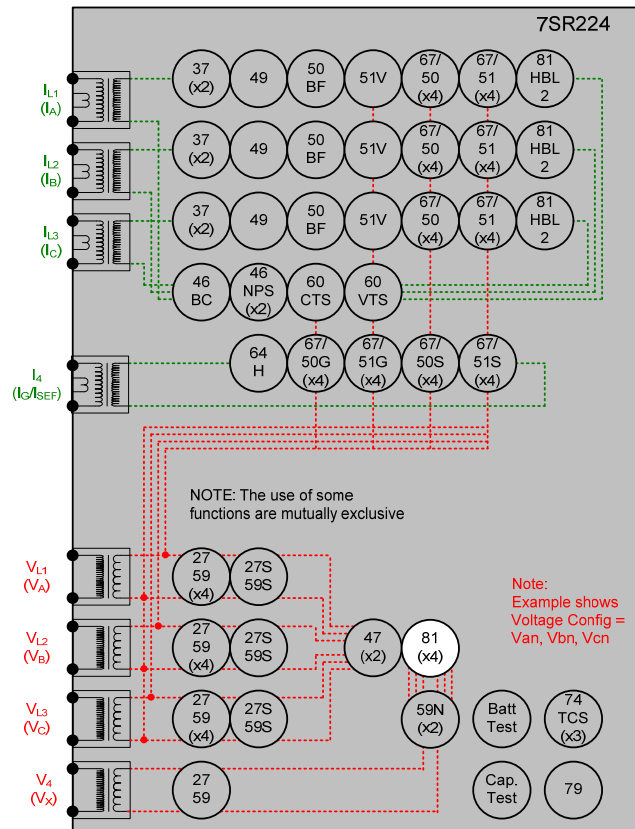 7SR224
IL1
(IA)
37
(x2)
49
50
BF
51V
67/
50
(x4)
67/
51
(x4)
81
HBL
2
IL2
(IB)
37
(x2)
49
50
BF
51V
67/
50
(x4)
67/
51
(x4)
81
HBL
2
IL3
(IC)
37
(x2)
49
50
BF
51V
67/
50
(x4)
67/
51
(x4)
81
HBL
2
46
BC
46
NPS
(x2)
60
CTS
60
VTS
I4
(IG/ISEF)
64
H
67/
50G
(x4)
67/
51G
(x4)
67/
50S
(x4)
67/
51S
(x4)
NOTE: The use of some
functions are mutually exclusive
VL1
(VA)
27
59
(x4)
27S
59S
Note:
Example shows
Voltage Config =
Van, Vbn, Vcn
VL2
(VB)
27
59
(x4)
27S
59S
47
(x2)
81
(x4)
VL3
(VC)
27
59
(x4)
27S
59S
59N
(x2)
Batt
Test
74
TCS
(x3)
V4
(VX)
27
59
Cap.
Test
79